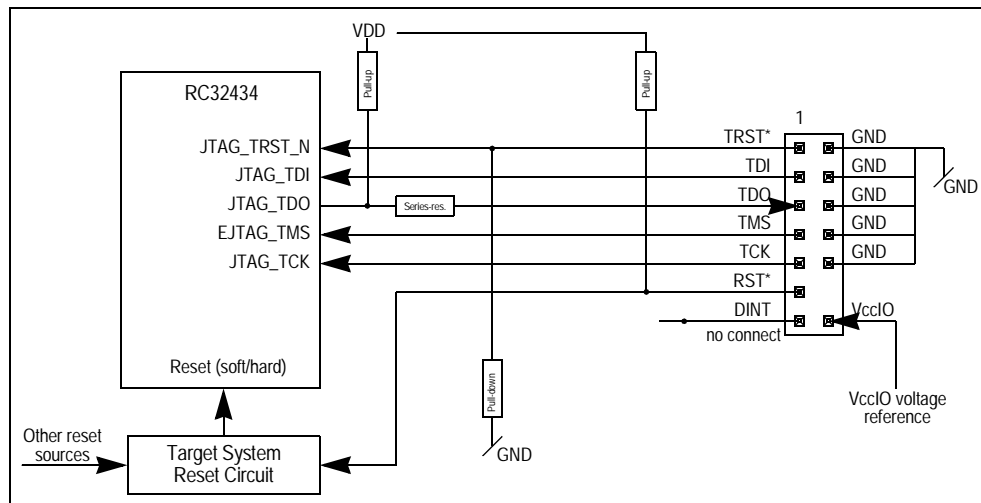 VDD
Pull-up
Pull-up
RC32434
1
JTAG_TRST_N
TRST*
GND
JTAG_TDI
TDI
GND
GND
JTAG_TDO
Series-res.
TDO
GND
EJTAG_TMS
TMS
GND
JTAG_TCK
TCK
GND
RST*
DINT
VccIO
no connect
Reset (soft/hard)
Pull-down
VccIO voltage
reference
Other reset
sources
Target System
Reset Circuit
GND